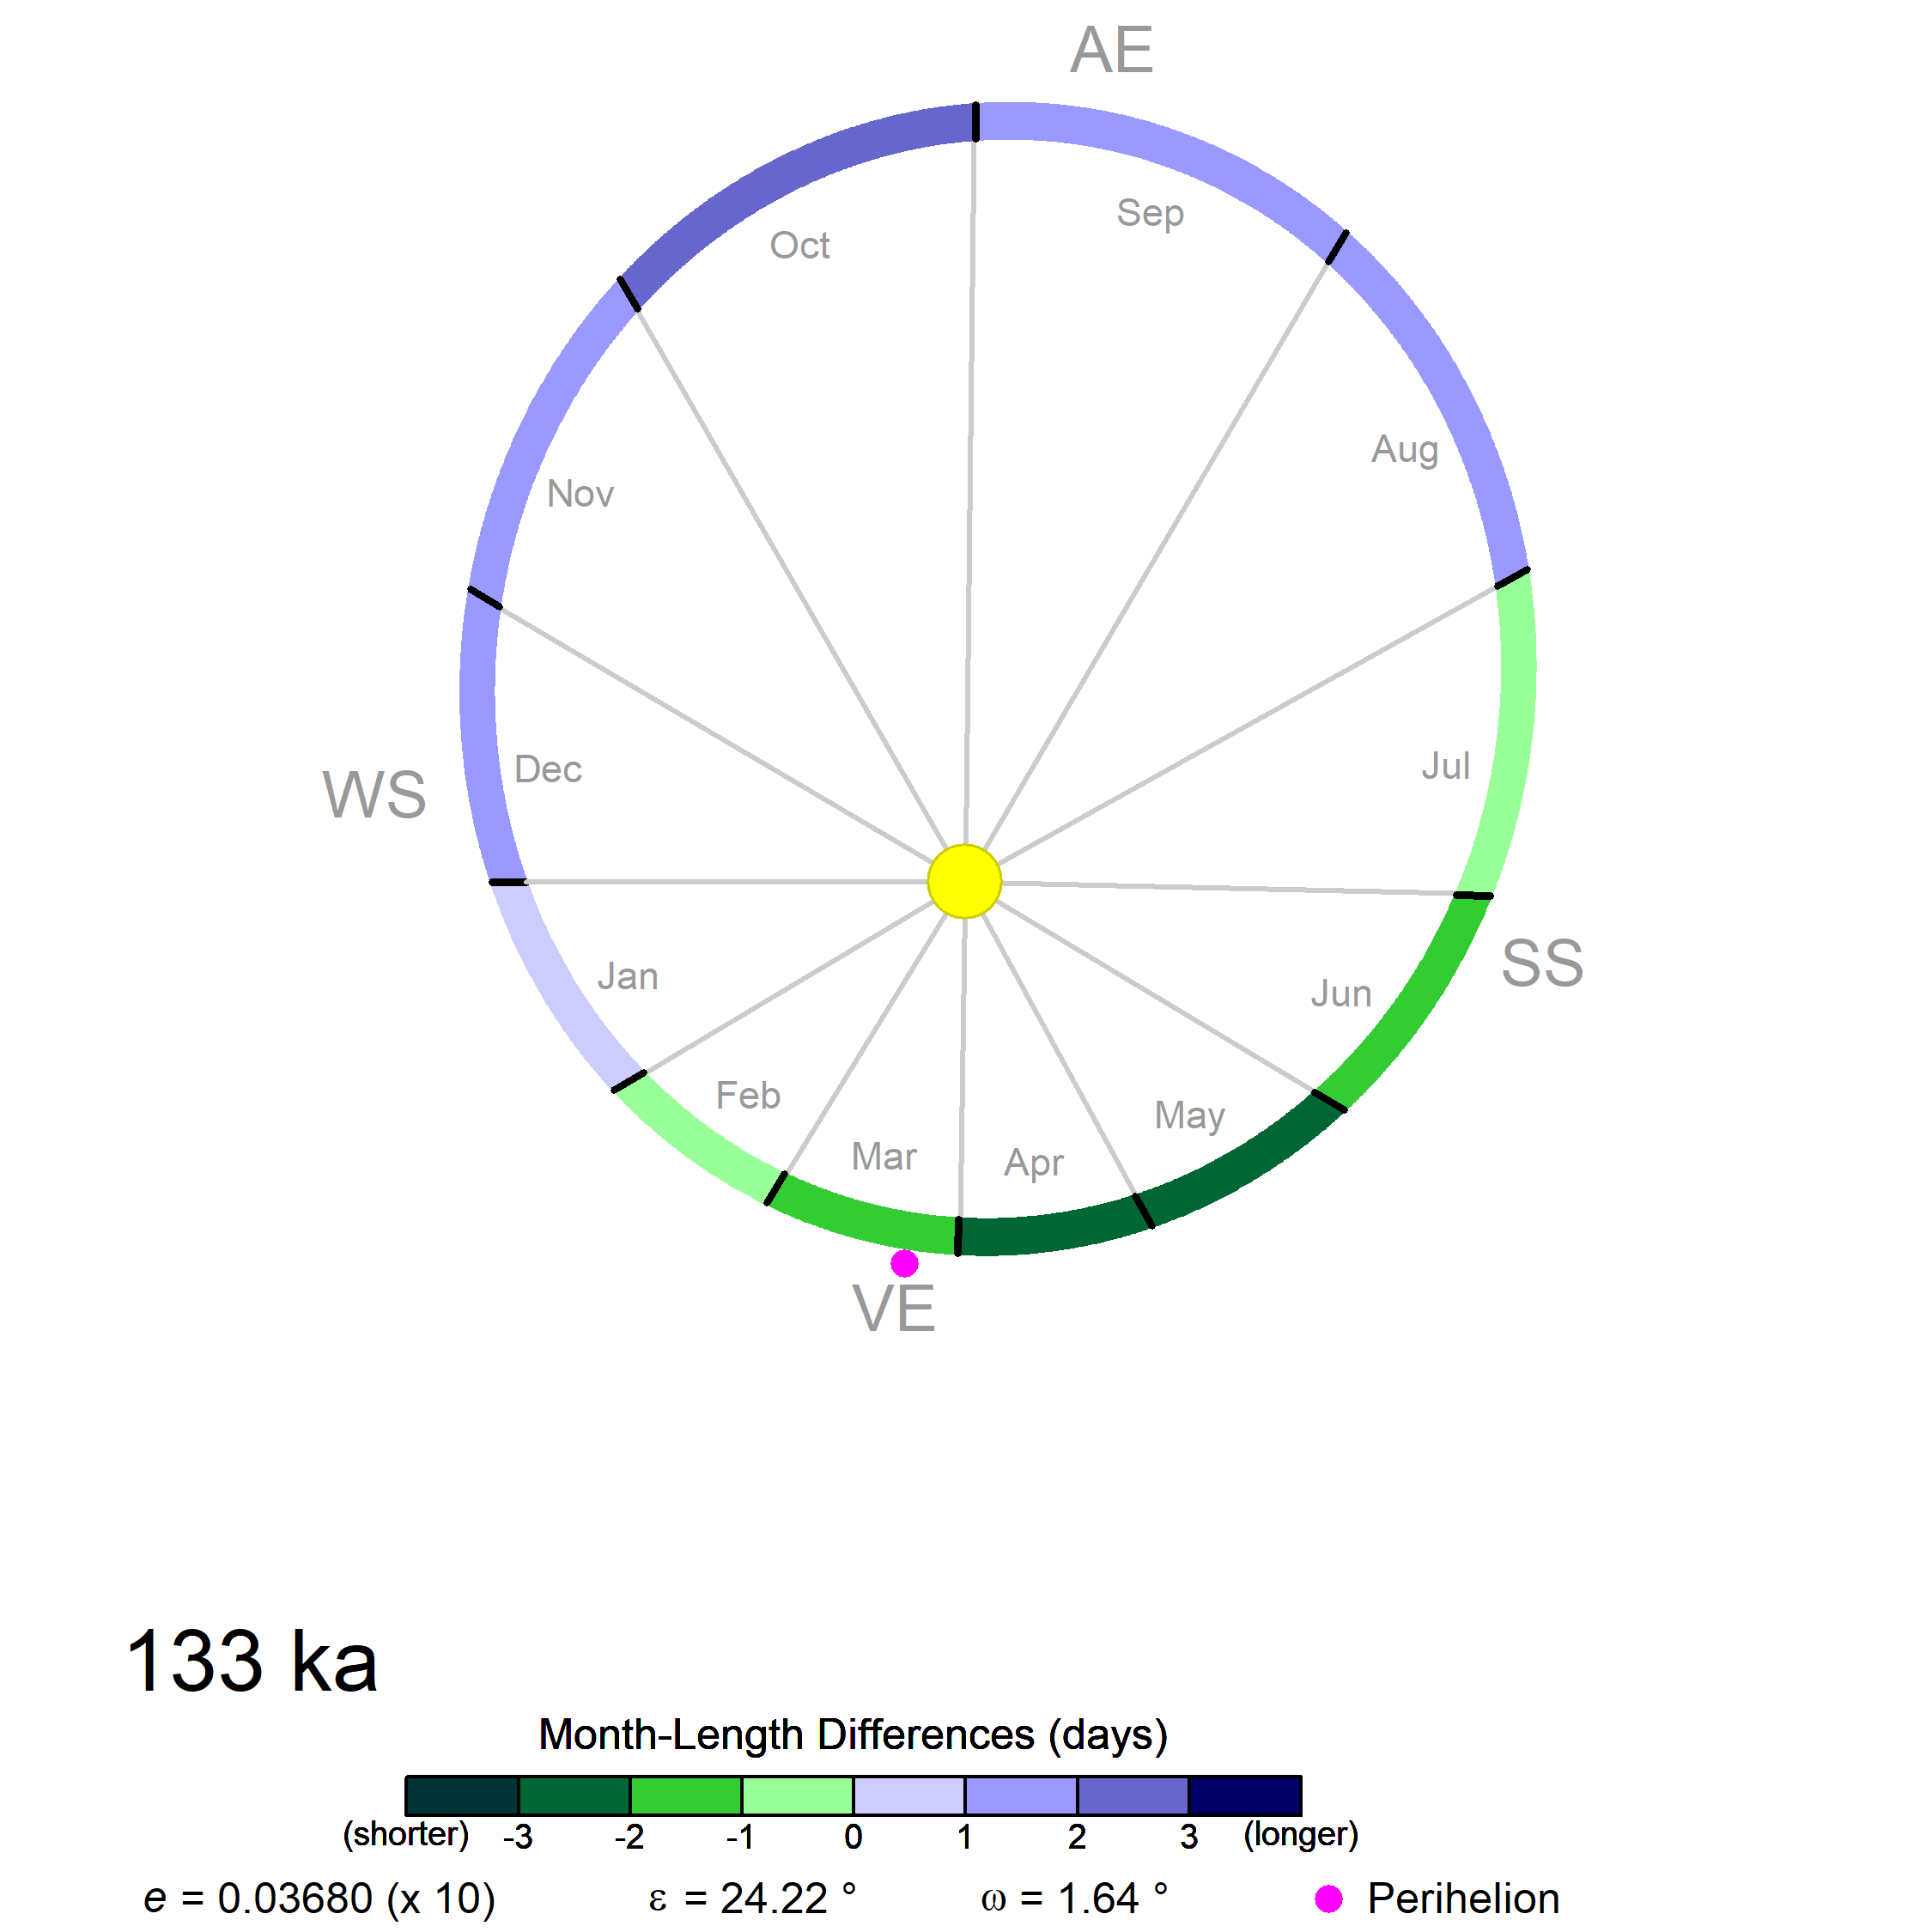 AE
Sep
Oct
Aug
Nov
Jul
Dec
WS
SS
Jan
Jun
Feb
May
Mar
Apr
VE
133 ka
Month-Length Differences (days)
(shorter) -3 -2 -1 0 1 2 3 (longer)
e = 0.03680 (x 10) ε = 24.22 ° ω = 1.64 ° Perihelion